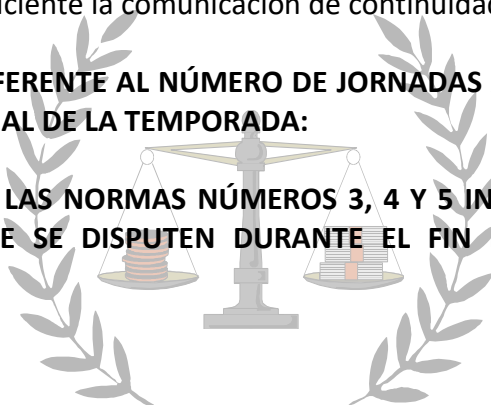 ciente la comunicación de continuidad
FERENTE AL NÚMERO DE JORNADAS
AL DE LA TEMPORADA:
LAS NORMAS NÚMEROS 3, 4 Y 5 IN
E SE DISPUTEN DURANTE EL FIN